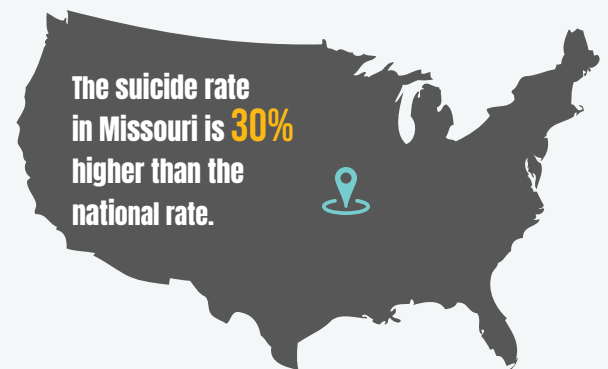 The suicide rate
in Missouri is 30%
higher than the
national rate.